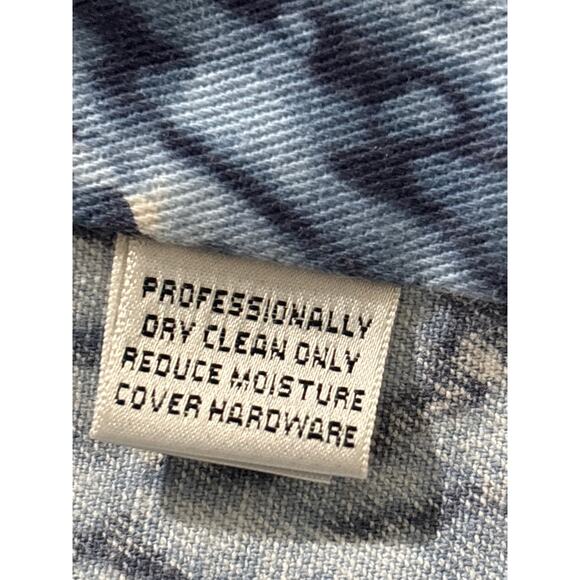 PROFESSIONALLY
DRY CLEAN ONLY
REDUCE MOISTURE
COVER HARDWARE